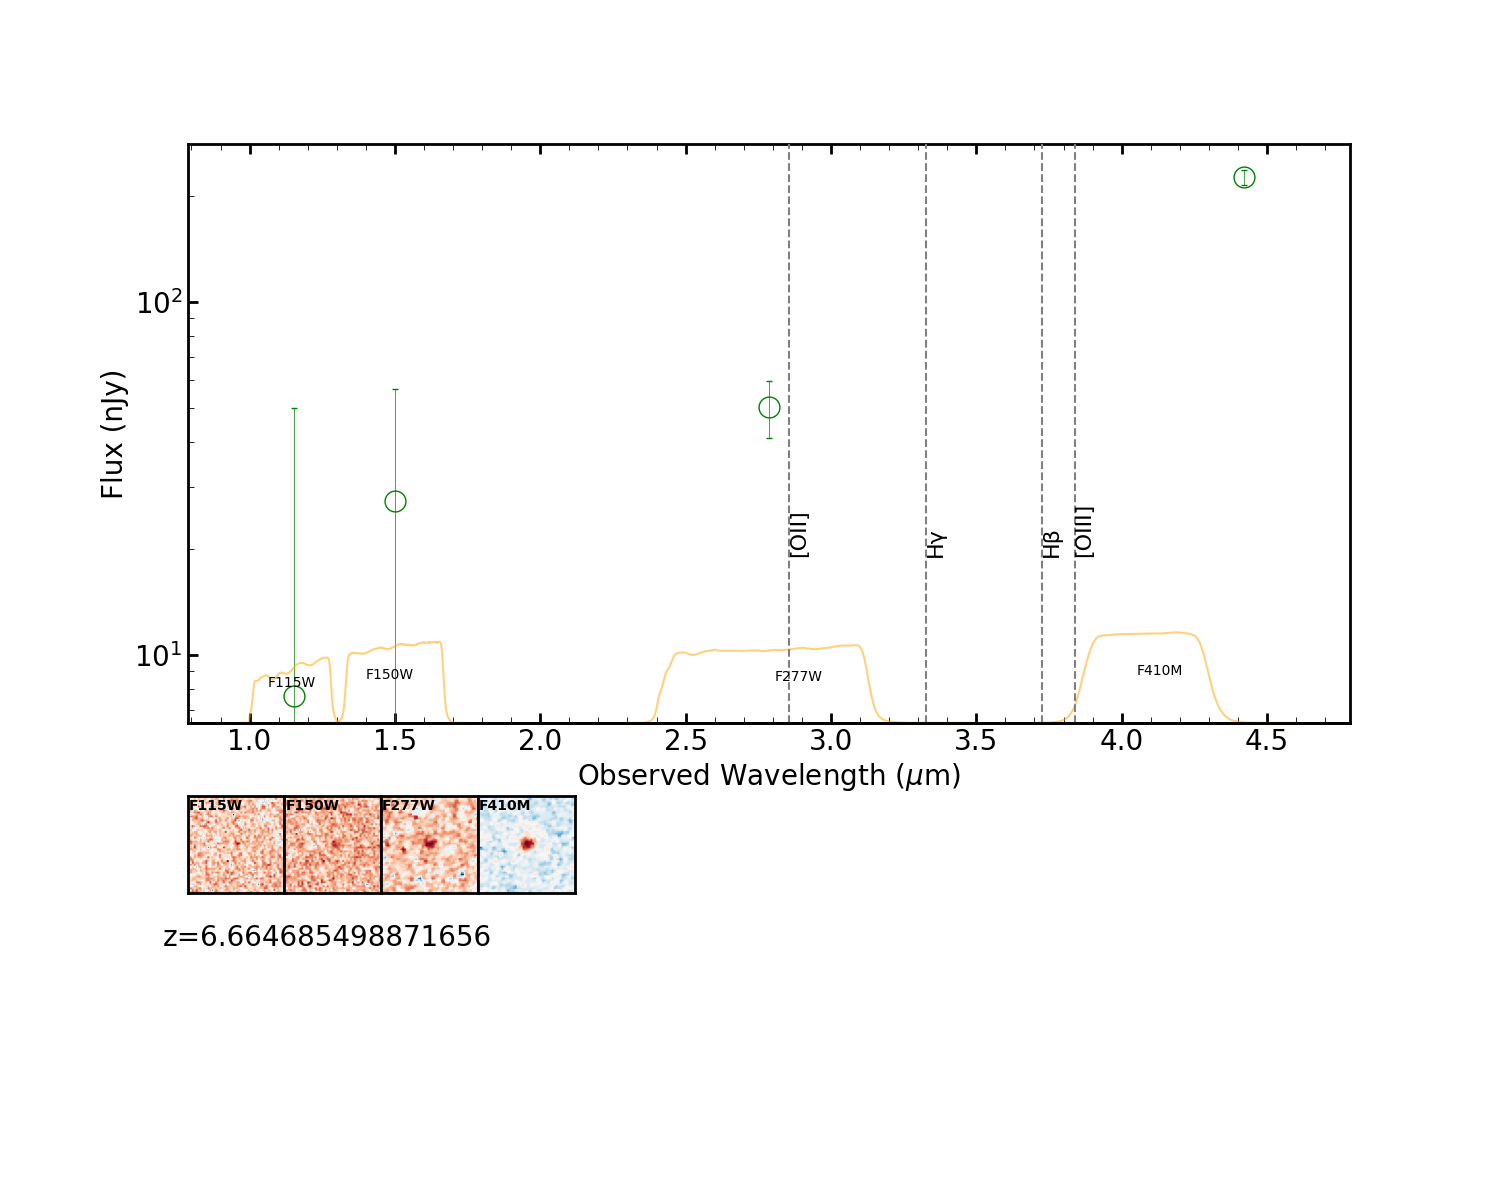 10²
10¹
Flux (nJy)
[OII]
Hγ
Hβ
[OIII]
F115W
F150W
F277W
F410M
1.0 1.5 2.0 2.5 3.0 3.5 4.0 4.5
Observed Wavelength (μm)
F115W F150W F277W F410M
z=6.664685498871656